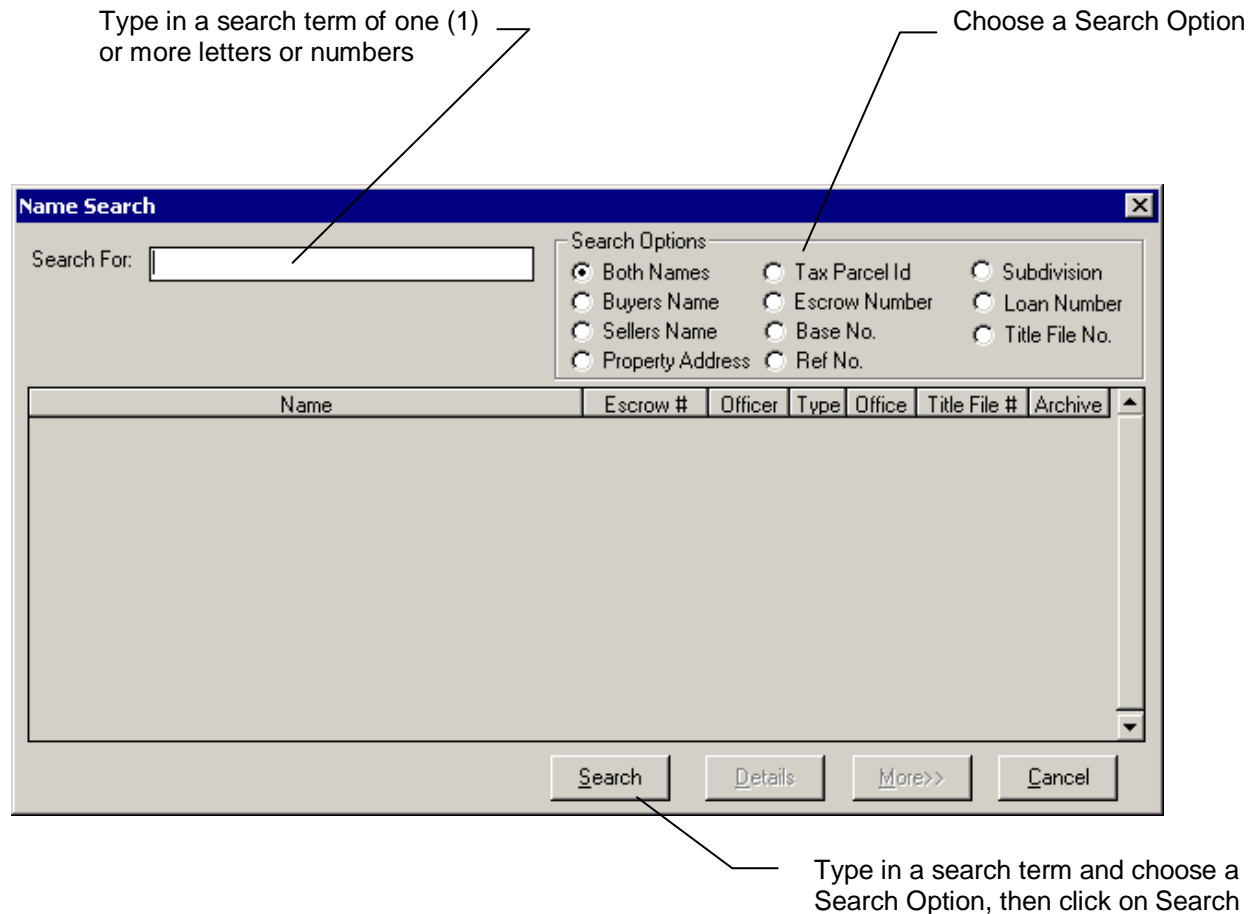 Type in a search term of one (1)
or more letters or numbers
Choose a Search Option
Name Search
Search For:
Search Options
Both Names
Tax Parcel Id
Subdivision
Buyers Name
Escrow Number
Loan Number
Sellers Name
Base No.
Title File No.
Property Address
Ref No.
Name Escrow # Officer Type Office Title File # Archive
Search Details More>> Cancel
Type in a search term and choose a
Search Option, then click on Search